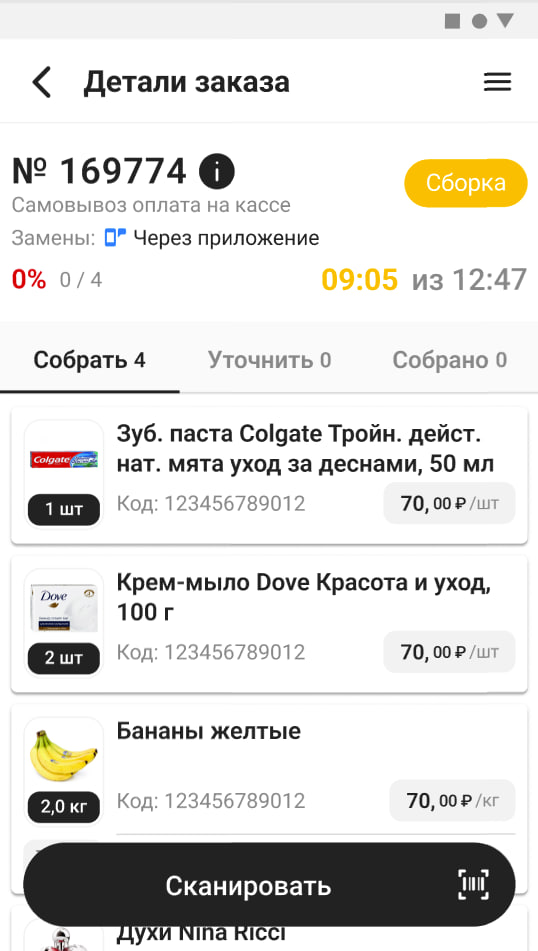 Детали заказа
№ 169774
Сборка
Самовывоз оплата на кассе
Замены: Через приложение
0% 0 / 4
09:05 из 12:47
Собрать 4
Уточнить 0
Собрано 0
Colgate
1 шт
Зуб. паста Colgate Тройн. дейст.
нат. мята уход за деснами, 50 мл
Код: 123456789012
70, 00 ₽ /шт
Dove
2 шт
Крем-мыло Dove Красота и уход,
100 г
Код: 123456789012
70, 00 ₽ /шт
Бананы желтые
2,0 кг
Код: 123456789012
70, 00 ₽ /кг
Сканировать
Духи Nina Ricci